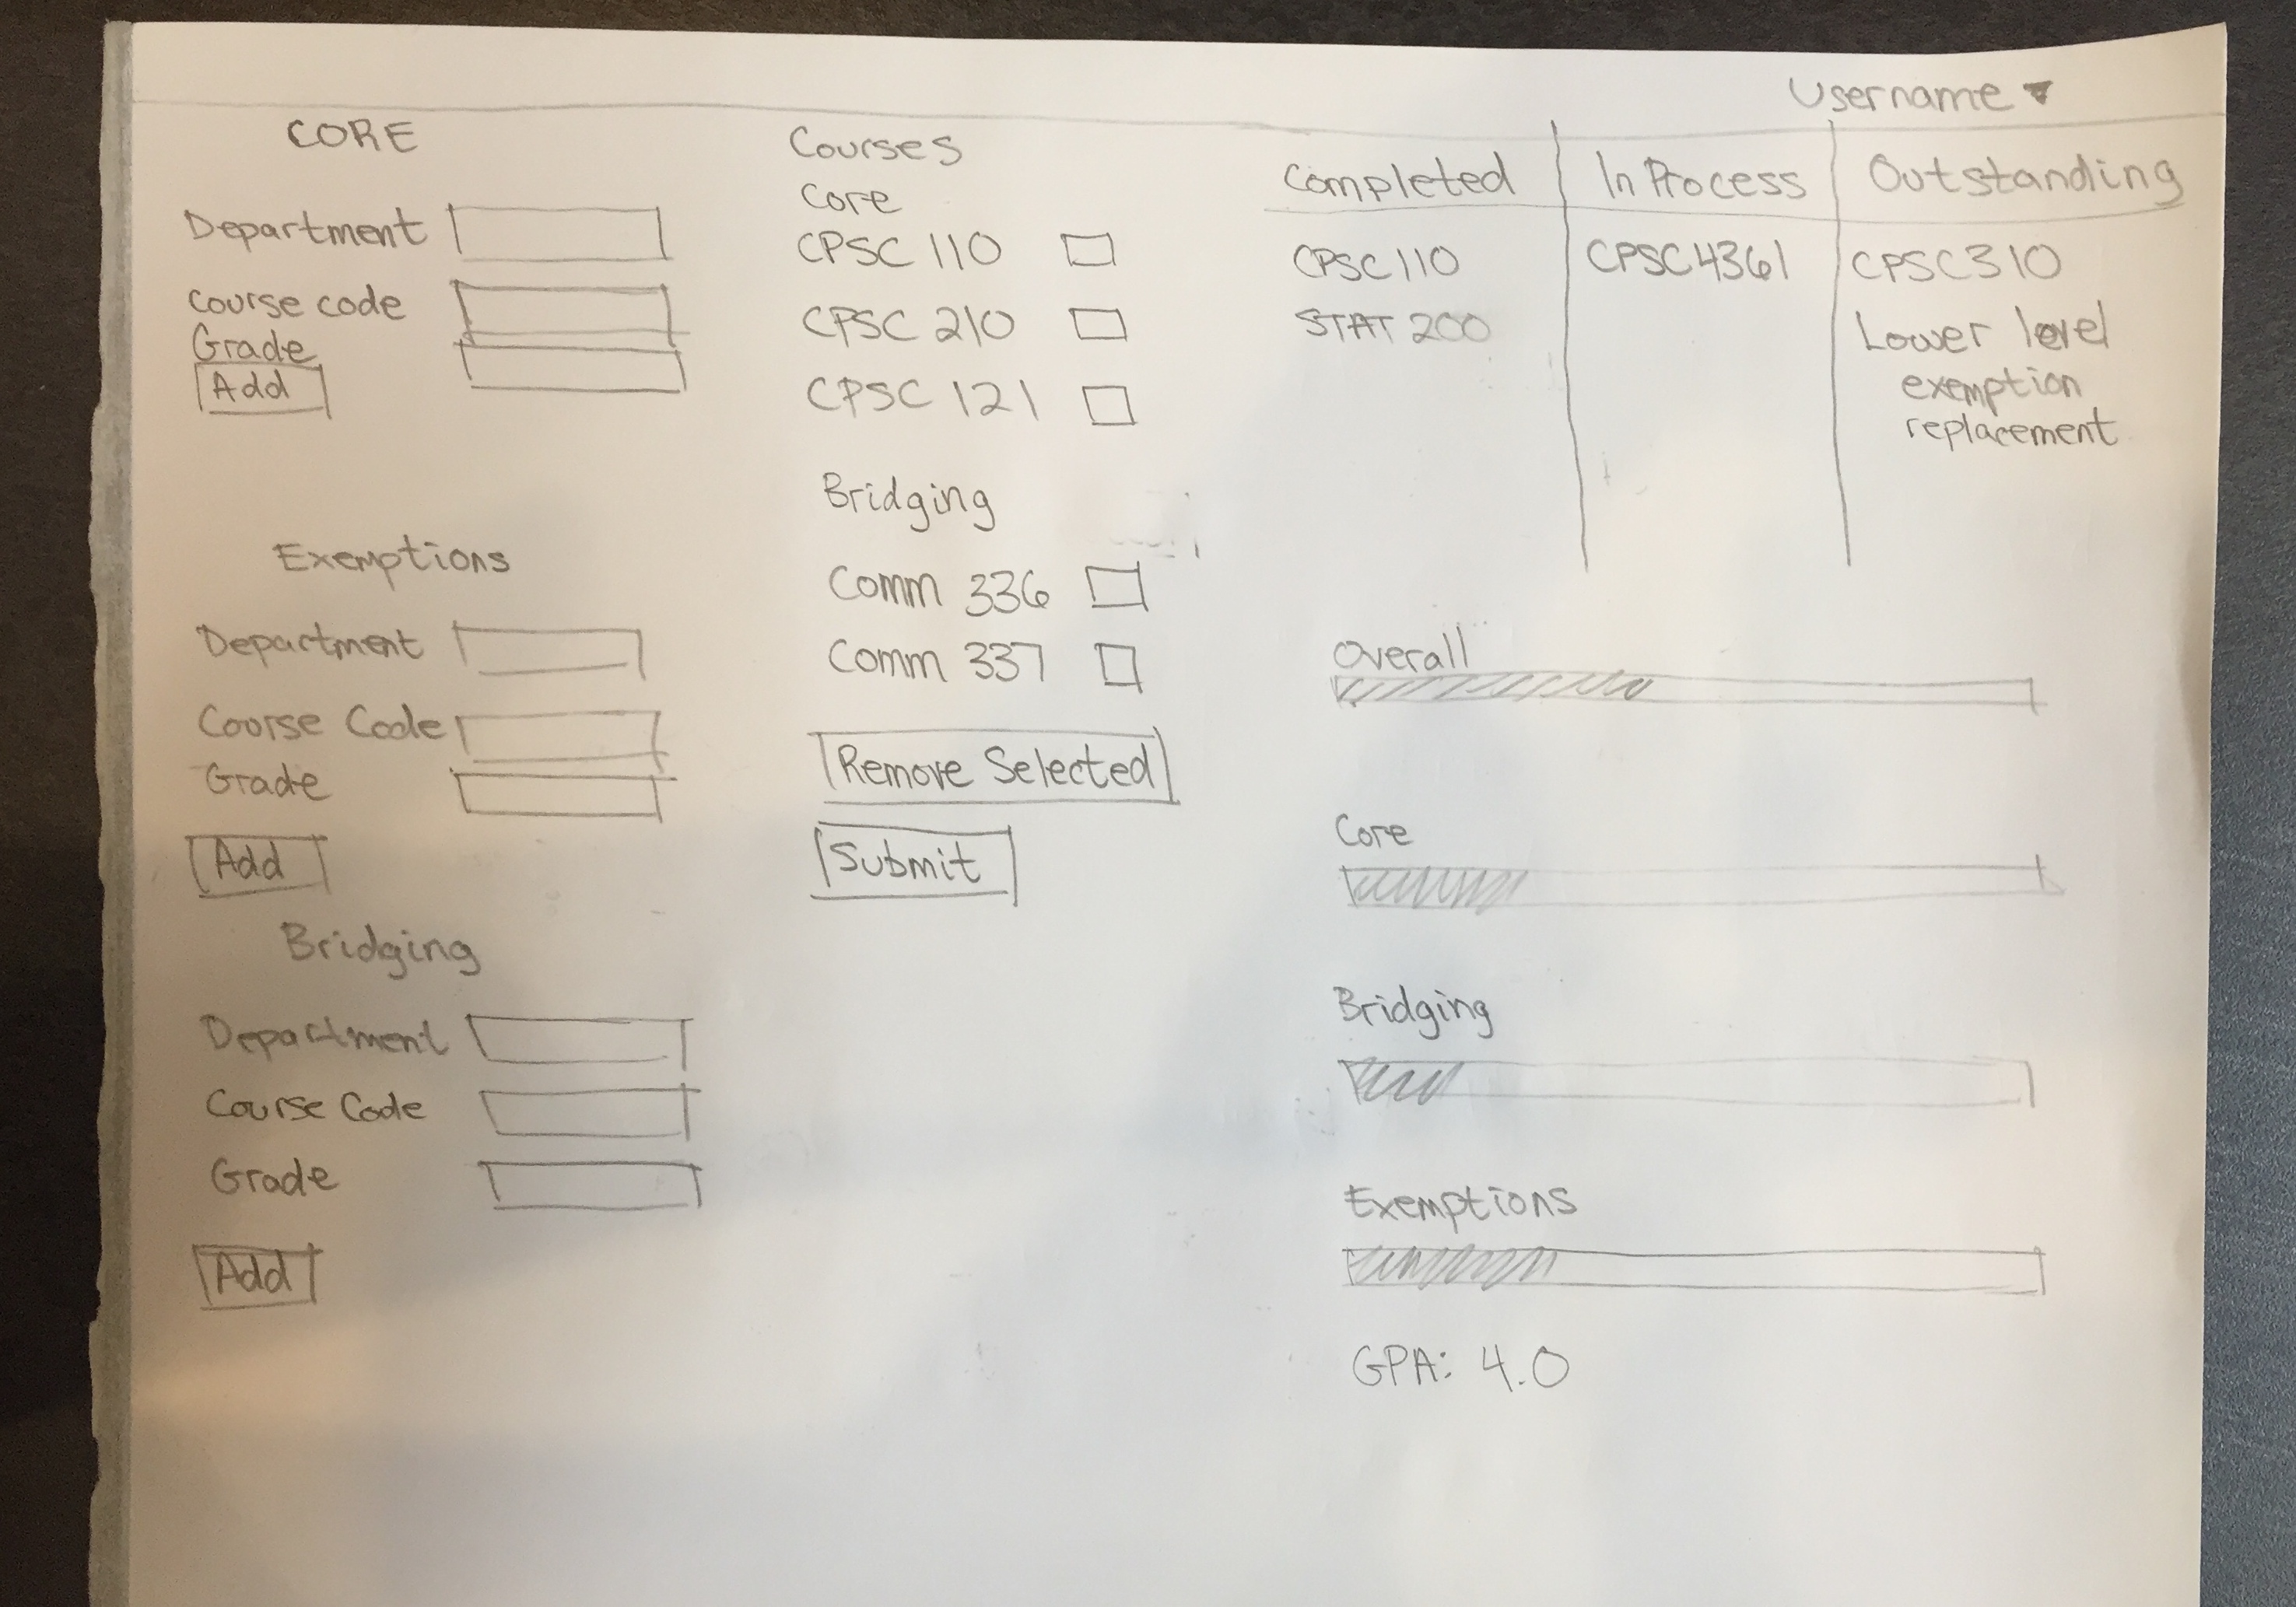 Username
CORE
Department
Course code
Grade
Add
Exemptions
Department
Course Code
Grade
Add
Bridging
Department
Course Code
Grade
Add
Courses
Core
CPSC 110
CPSC 210
CPSC 121
Bridging
Comm 336
Comm 337
Remove Selected
Submit
Completed
CPSC 110
STAT 200
In Process
CPSC 4361
Outstanding
CPSC 310
Lower level
exemption
replacement
Overall
Core
Bridging
Exemptions
GPA: 4.0